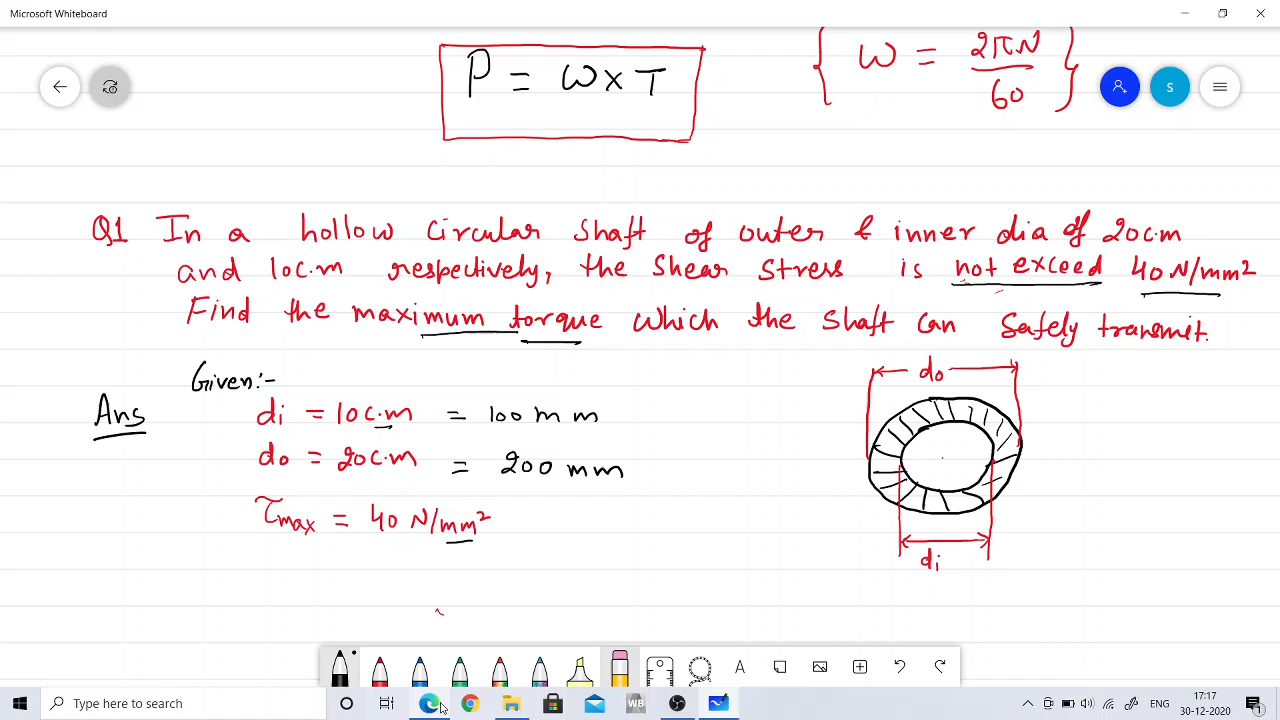 Microsoft Whiteboard
P = ω x T
{ ω = 2πN / 60 }
S
Q1 In a hollow circular shaft of outer & inner dia of 20c.m
and 10c.m respectively, the shear stress is not exceed 40 N/mm²
Find the maximum torque which the shaft can safely transmit.
Given:-
Ans
di = 10c.m = 100 mm
do = 20c.m = 200 mm
τmax = 40 N/mm²
do
di
A
Type here to search
WB
ENG
17:17
30-12-2020
1